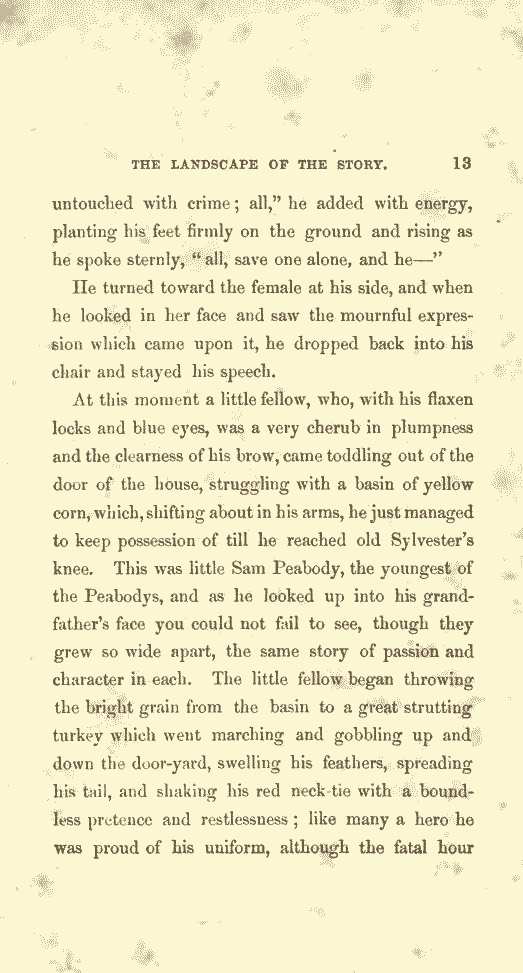 THE LANDSCAPE OF THE STORY. 13
untouched with crime; all,” he added with energy,
planting his feet firmly on the ground and rising as
he spoke sternly, “all, save one alone, and he—”
He turned toward the female at his side, and when
he looked in her face and saw the mournful expres-
sion which came upon it, he dropped back into his
chair and stayed his speech.
At this moment a little fellow, who, with his flaxen
locks and blue eyes, was a very cherub in plumpness
and the clearness of his brow, came toddling out of the
door of the house, struggling with a basin of yellow
corn, which, shifting about in his arms, he just managed
to keep possession of till he reached old Sylvester’s
knee. This was little Sam Peabody, the youngest of
the Peabodys, and as he looked up into his grand-
father’s face you could not fail to see, though they
grew so wide apart, the same story of passion and
character in each. The little fellow began throwing
the bright grain from the basin to a great strutting
turkey which went marching and gobbling up and
down the door-yard, swelling his feathers, spreading
his tail, and shaking his red neck-tie with a bound-
less pretence and restlessness; like many a hero he
was proud of his uniform, although the fatal hour